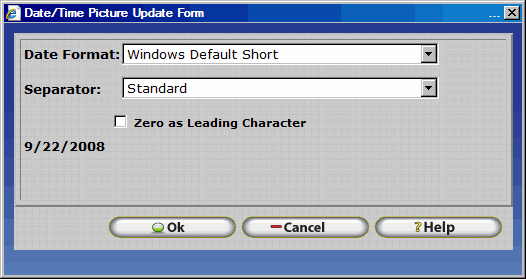 Date/Time Picture Update Form
Date Format: Windows Default Short
Separator: Standard
Zero as Leading Character
9/22/2008
Ok Cancel ? Help